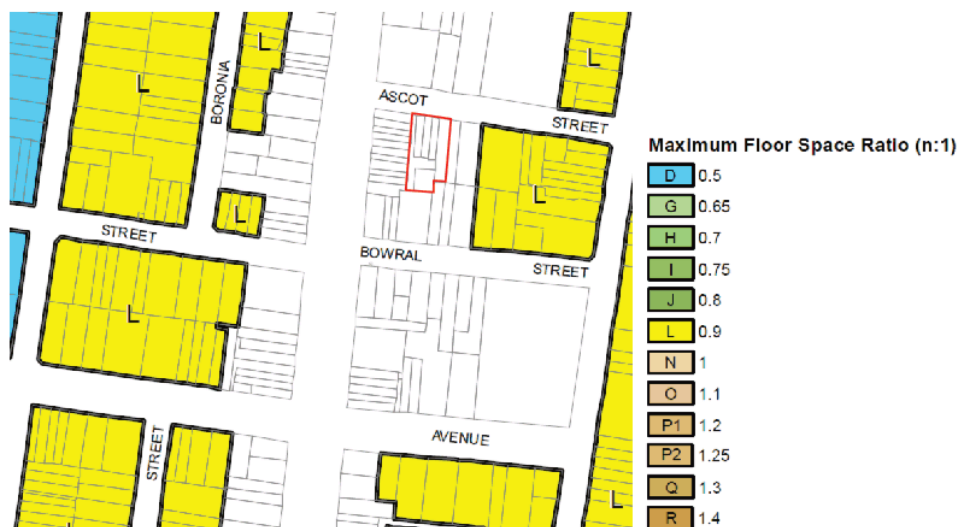 L
L
L
BORONIA
ASCOT
STREET
L
L
STREET
BOWRAL
STREET
L
AVENUE
STREET
L
L
Maximum Floor Space Ratio (n:1)
D 0.5
G 0.65
H 0.7
I 0.75
J 0.8
L 0.9
N 1
O 1.1
P1 1.2
P2 1.25
Q 1.3
R 1.4